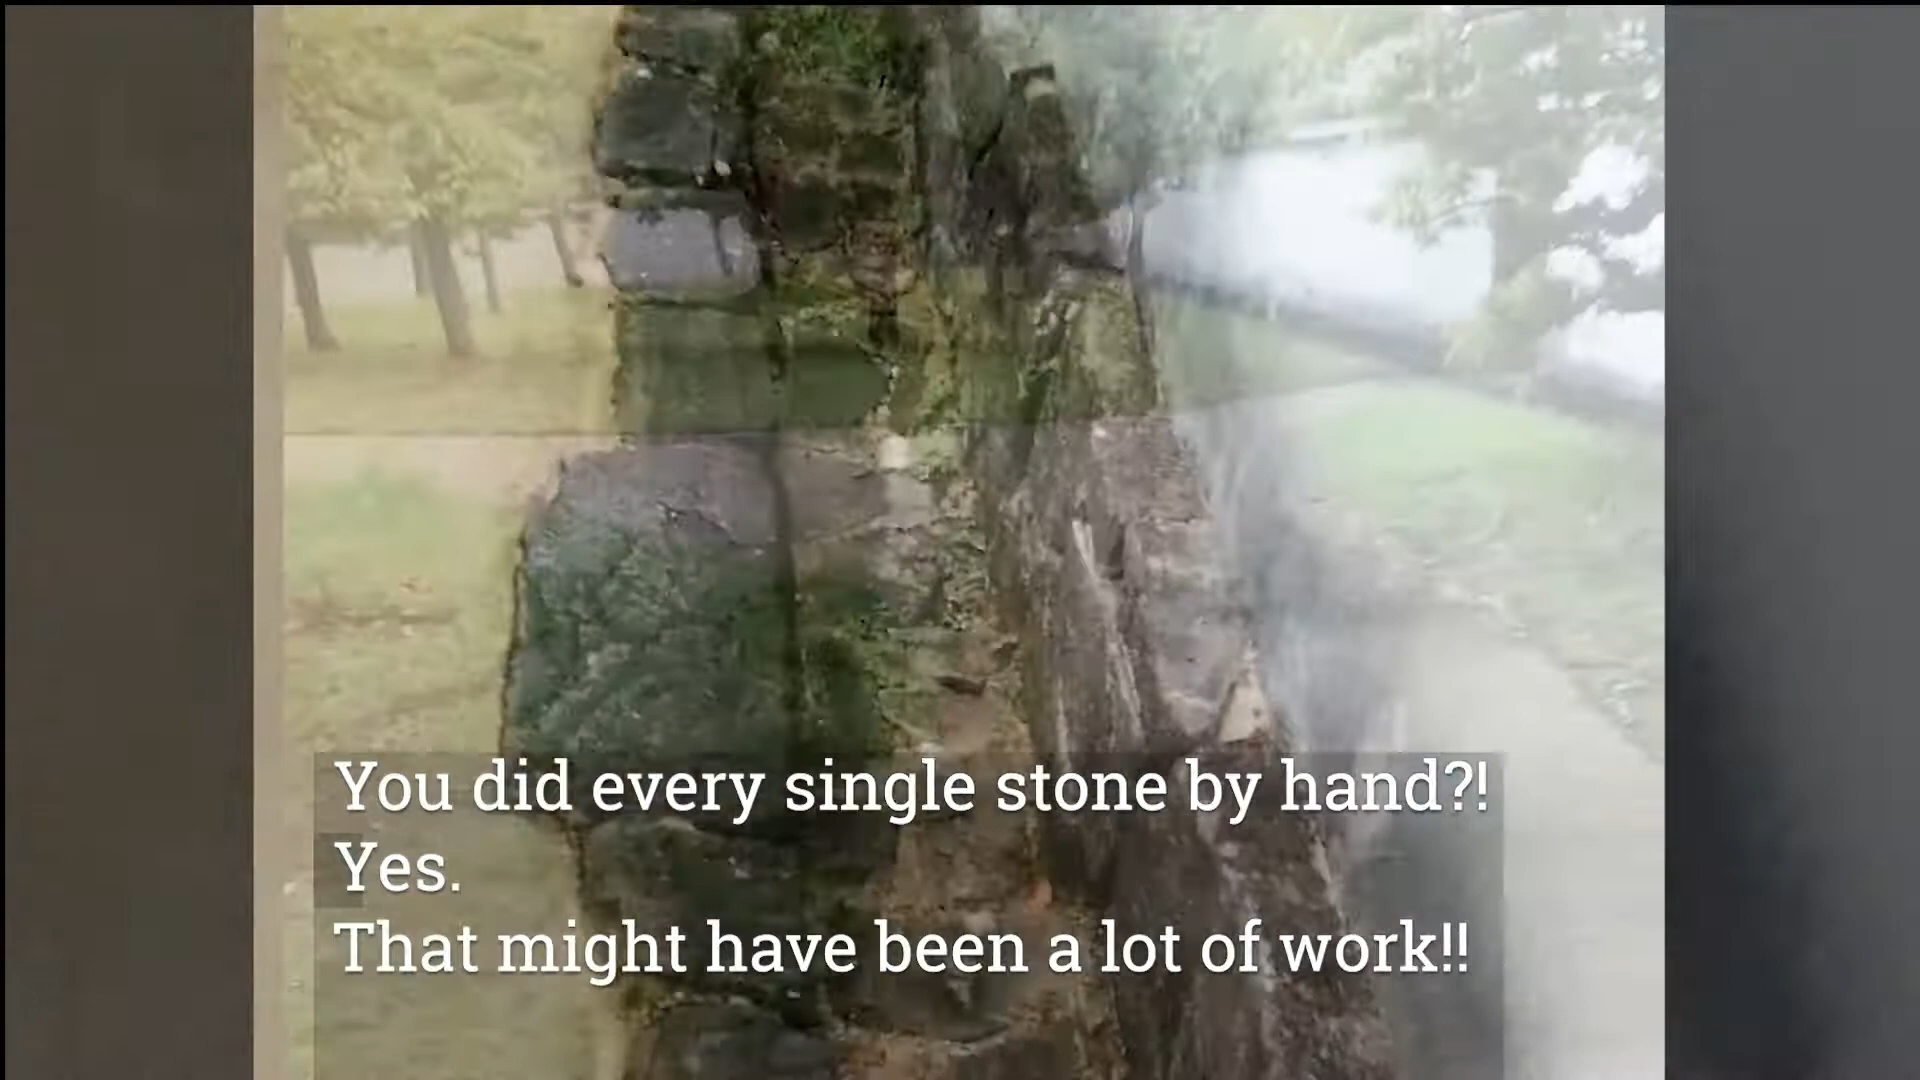 You did every single stone by hand?!
Yes.
That might have been a lot of work!!